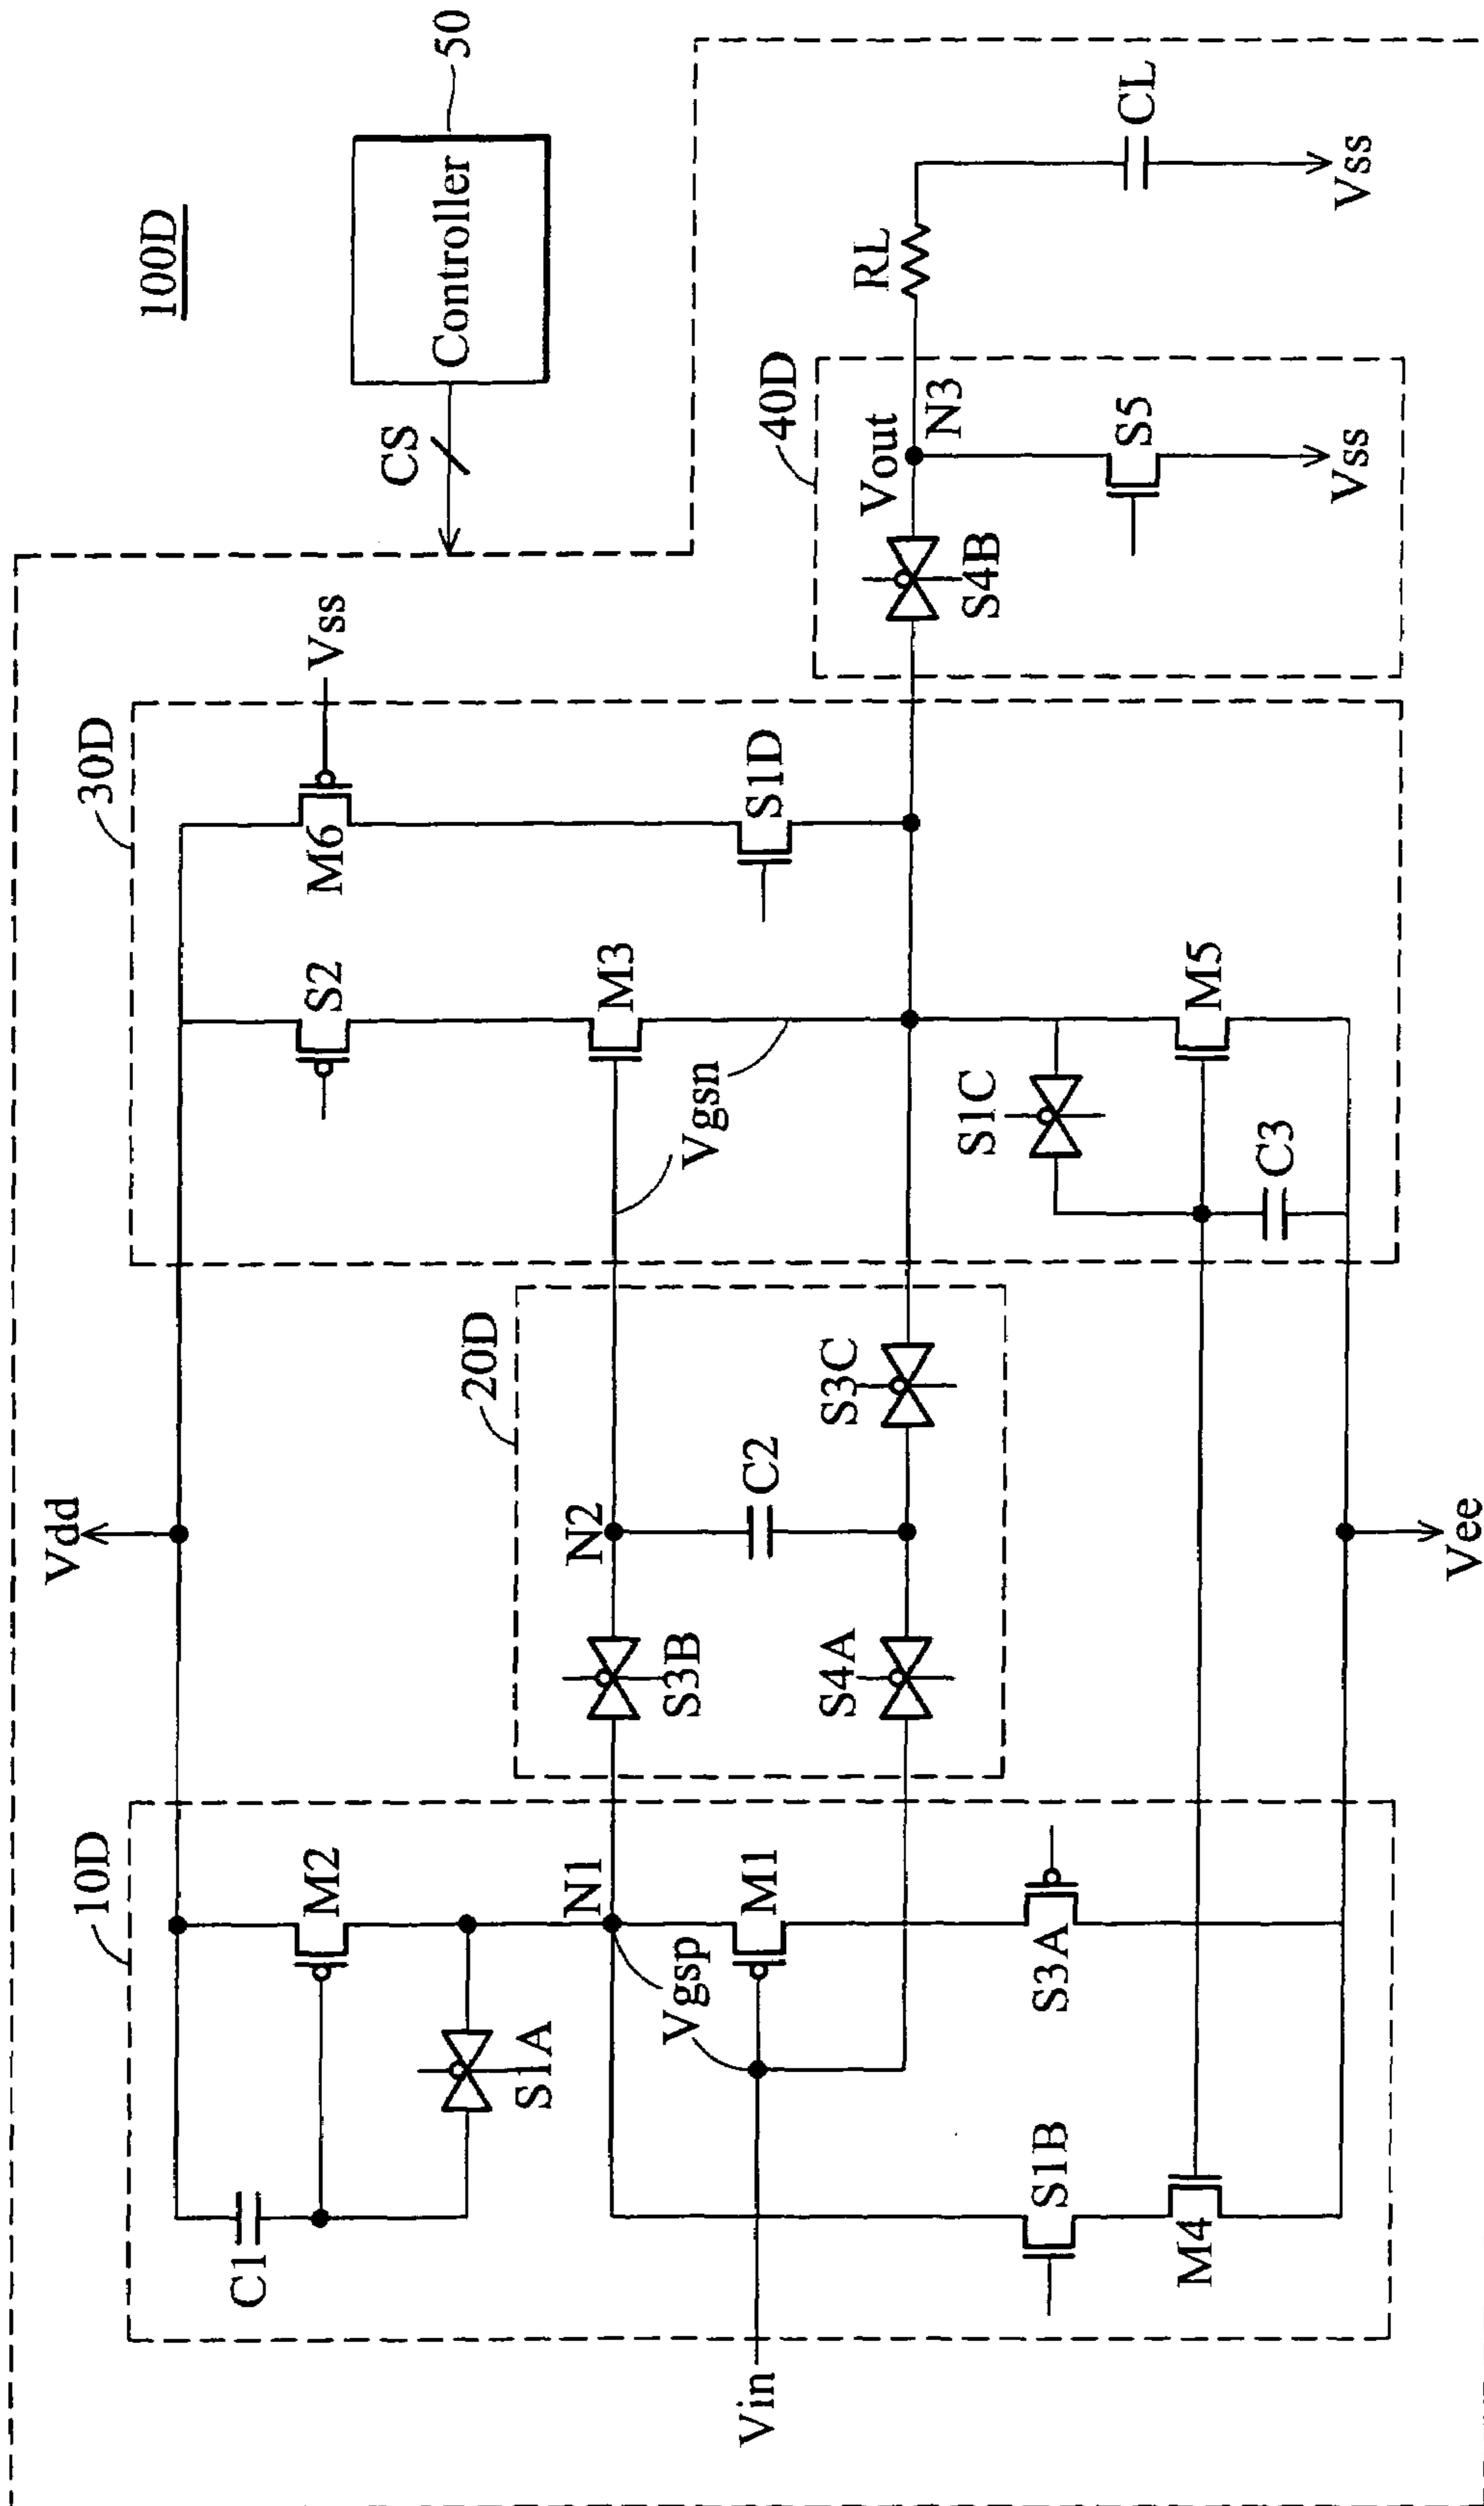 100D
Controller
50
CS
Vdd
10D
C1
M2
S1A
N1
Vgsp
M1
Vin
S1B
S3A
M4
20D
N2
S3B
C2
S4A
S3C
30D
S2
M6
Vss
M3
Vgsn
S1D
S1C
M5
C3
Vee
40D
Vout
N3
S4B
S5
Vss
RL
CL
Vss